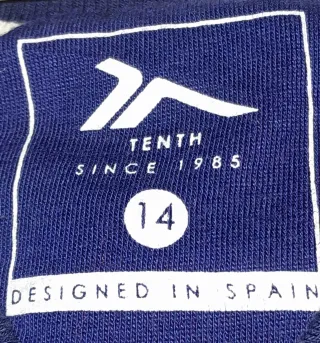 TENTH
SINCE 1985
14
DESIGNED IN SPAIN